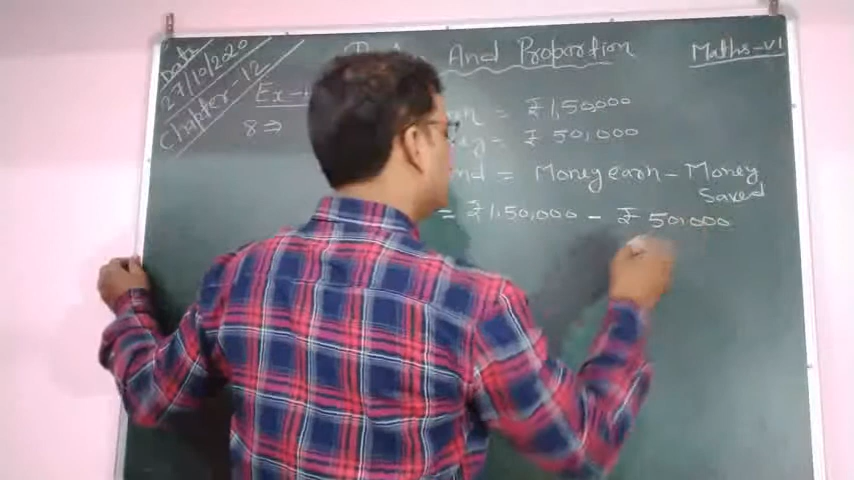 Date 27/10/2020
Chapter-12
And Proportion
Maths-VI
Ex-
8⇒
= ₹1,50,000
= ₹ 50,000
= Money earn - Money Saved
= ₹1,50,000 - ₹ 50,000